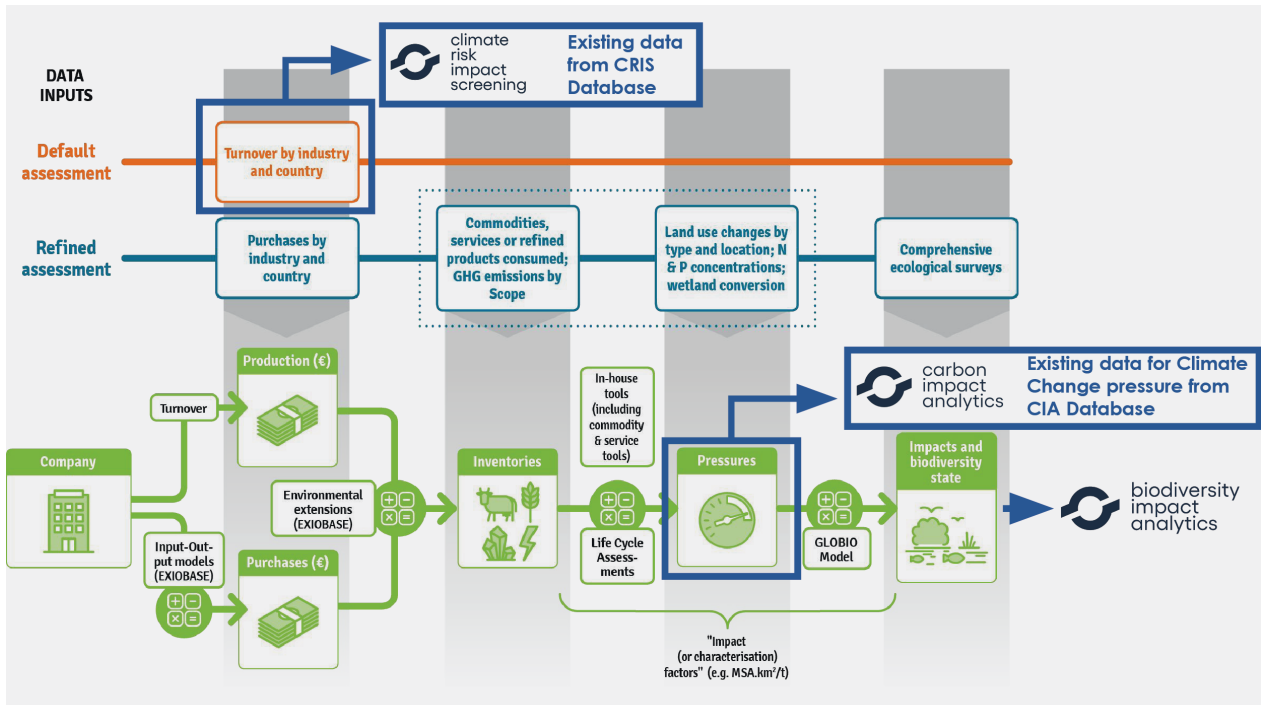 DATA
INPUTS
climate
risk
impact
screening
Existing data
from CRIS
Database
Default
assessment
Turnover by industry
and country
Refined
assessment
Purchases by
industry and
country
Commodities,
services or refined
products consumed;
GHG emissions by
Scope
Land use changes by
type and location; N
& P concentrations;
wetland conversion
Comprehensive
ecological surveys
carbon
impact
analytics
Existing data for Climate
Change pressure from
CIA Database
Company
Turnover
Production (€)
Input-Out-
put models
(EXIOBASE)
Purchases (€)
Environmental
extensions
(EXIOBASE)
Inventories
In-house
tools
(including
commodity
& service
tools)
Life Cycle
Assess-
ments
Pressures
GLOBIO
Model
Impacts and
biodiversity
state
biodiversity
impact
analytics
"Impact
(or characterisation)
factors" (e.g. MSA.km²/t)